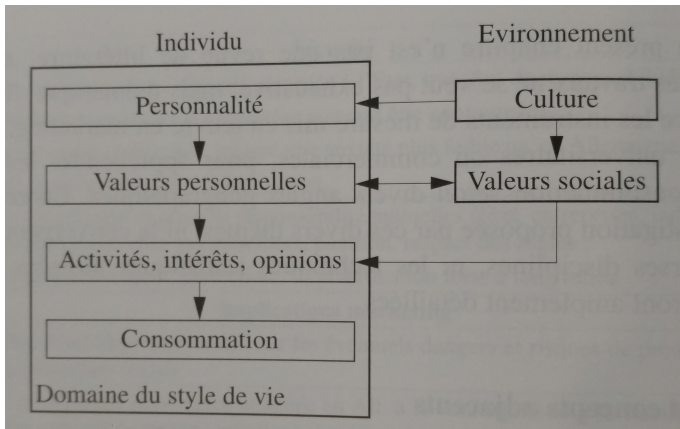 Individu
Evironnement
Personnalité
Culture
Valeurs personnelles
Valeurs sociales
Activités, intérêts, opinions
Consommation
Domaine du style de vie